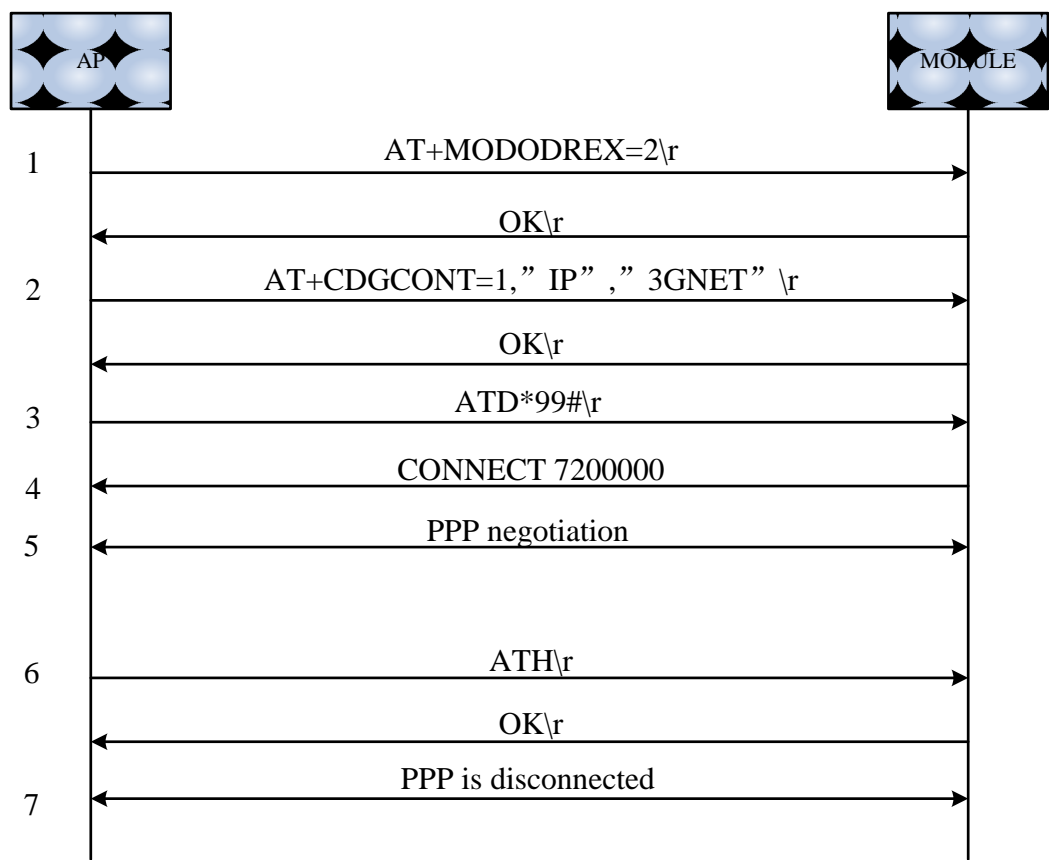 AP
MODULE
1
AT+MODODREX=2\r
OK\r
2
AT+CDGCONT=1,” IP” ,” 3GNET” \r
OK\r
3
ATD*99#\r
4
CONNECT 7200000
5
PPP negotiation
6
ATH\r
OK\r
7
PPP is disconnected